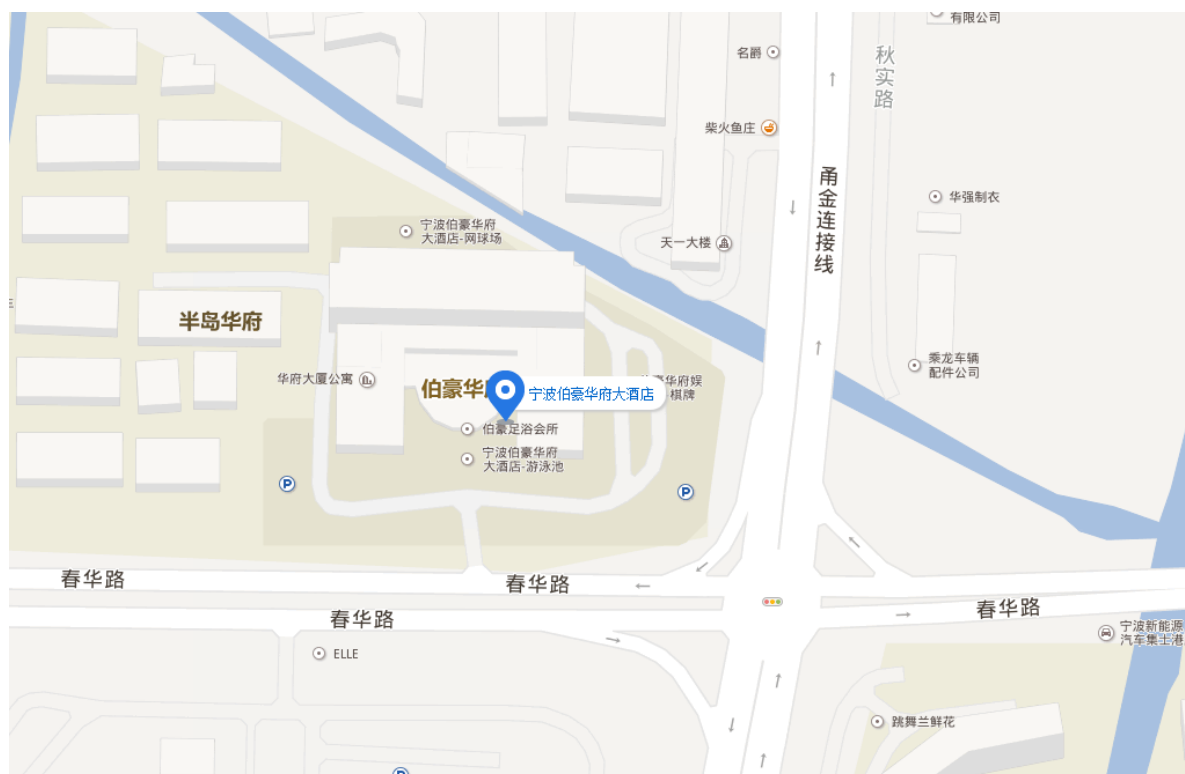 有限公司
名爵
秋实路
柴火鱼庄
甬金连接线
华强制衣
宁波伯豪华府
大酒店-网球场
天一大楼
半岛华府
乘龙车辆
配件公司
华府大厦公寓
伯豪华
华府娱
棋牌
宁波伯豪华府大酒店
伯豪足浴会所
宁波伯豪华府
大酒店-游泳池
P
P
春华路
春华路
春华路
春华路
宁波新能源
汽车集士港
ELLE
跳舞兰鲜花
P